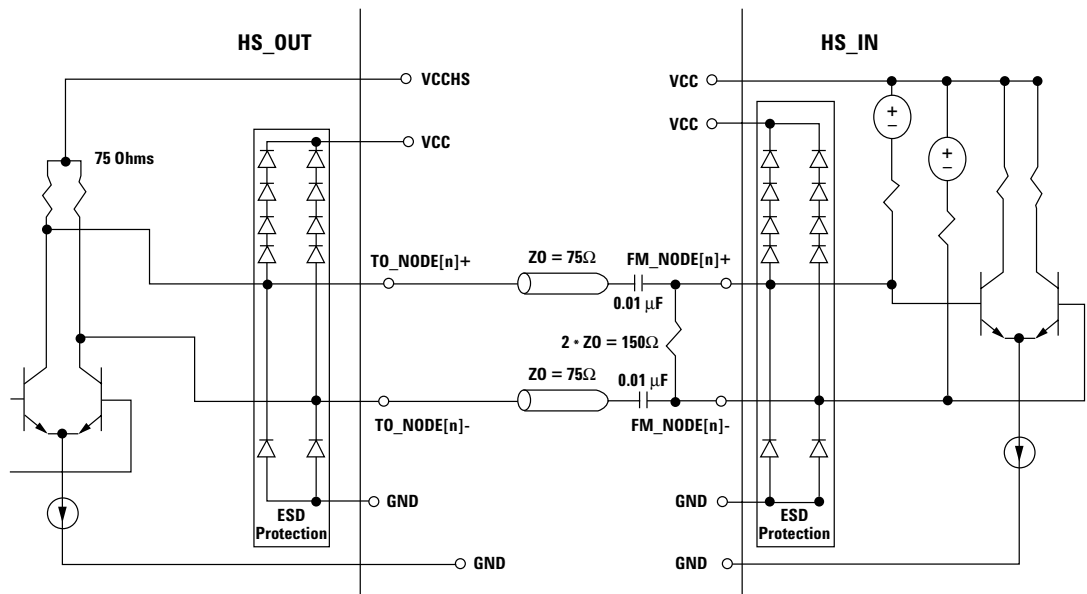 HS_OUT
HS_IN
VCCHS
VCC
VCC
VCC
75 Ohms
+
−
+
−
TO_NODE[n]+
ZO = 75Ω
FM_NODE[n]+
0.01 µF
2 • ZO = 150Ω
ZO = 75Ω
0.01 µF
TO_NODE[n]-
FM_NODE[n]-
GND
GND
ESD
Protection
ESD
Protection
GND
GND